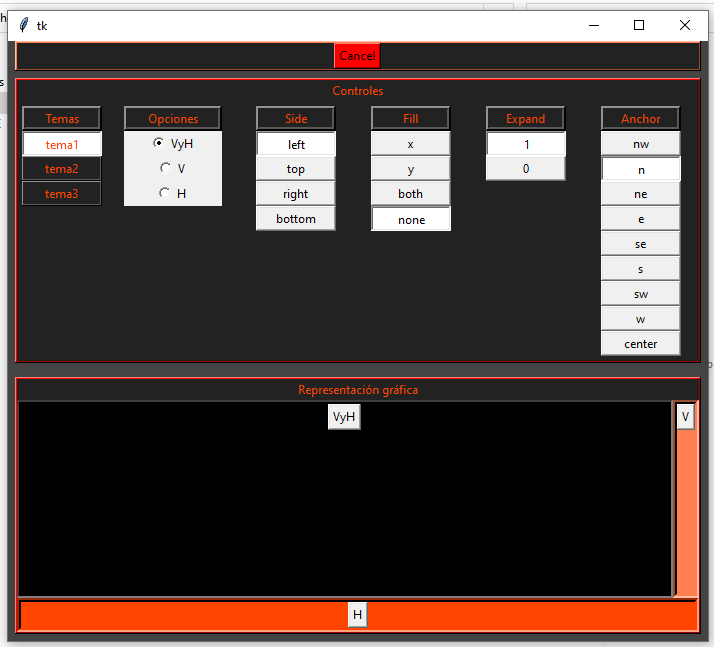 tk
Cancel
Controles
Temas Opciones Side Fill Expand Anchor
tema1 VyH left x 1 nw
tema2 V top y 0 n
tema3 H right both ne
bottom none e
se
s
sw
w
center
Representación gráfica
VyH V
H